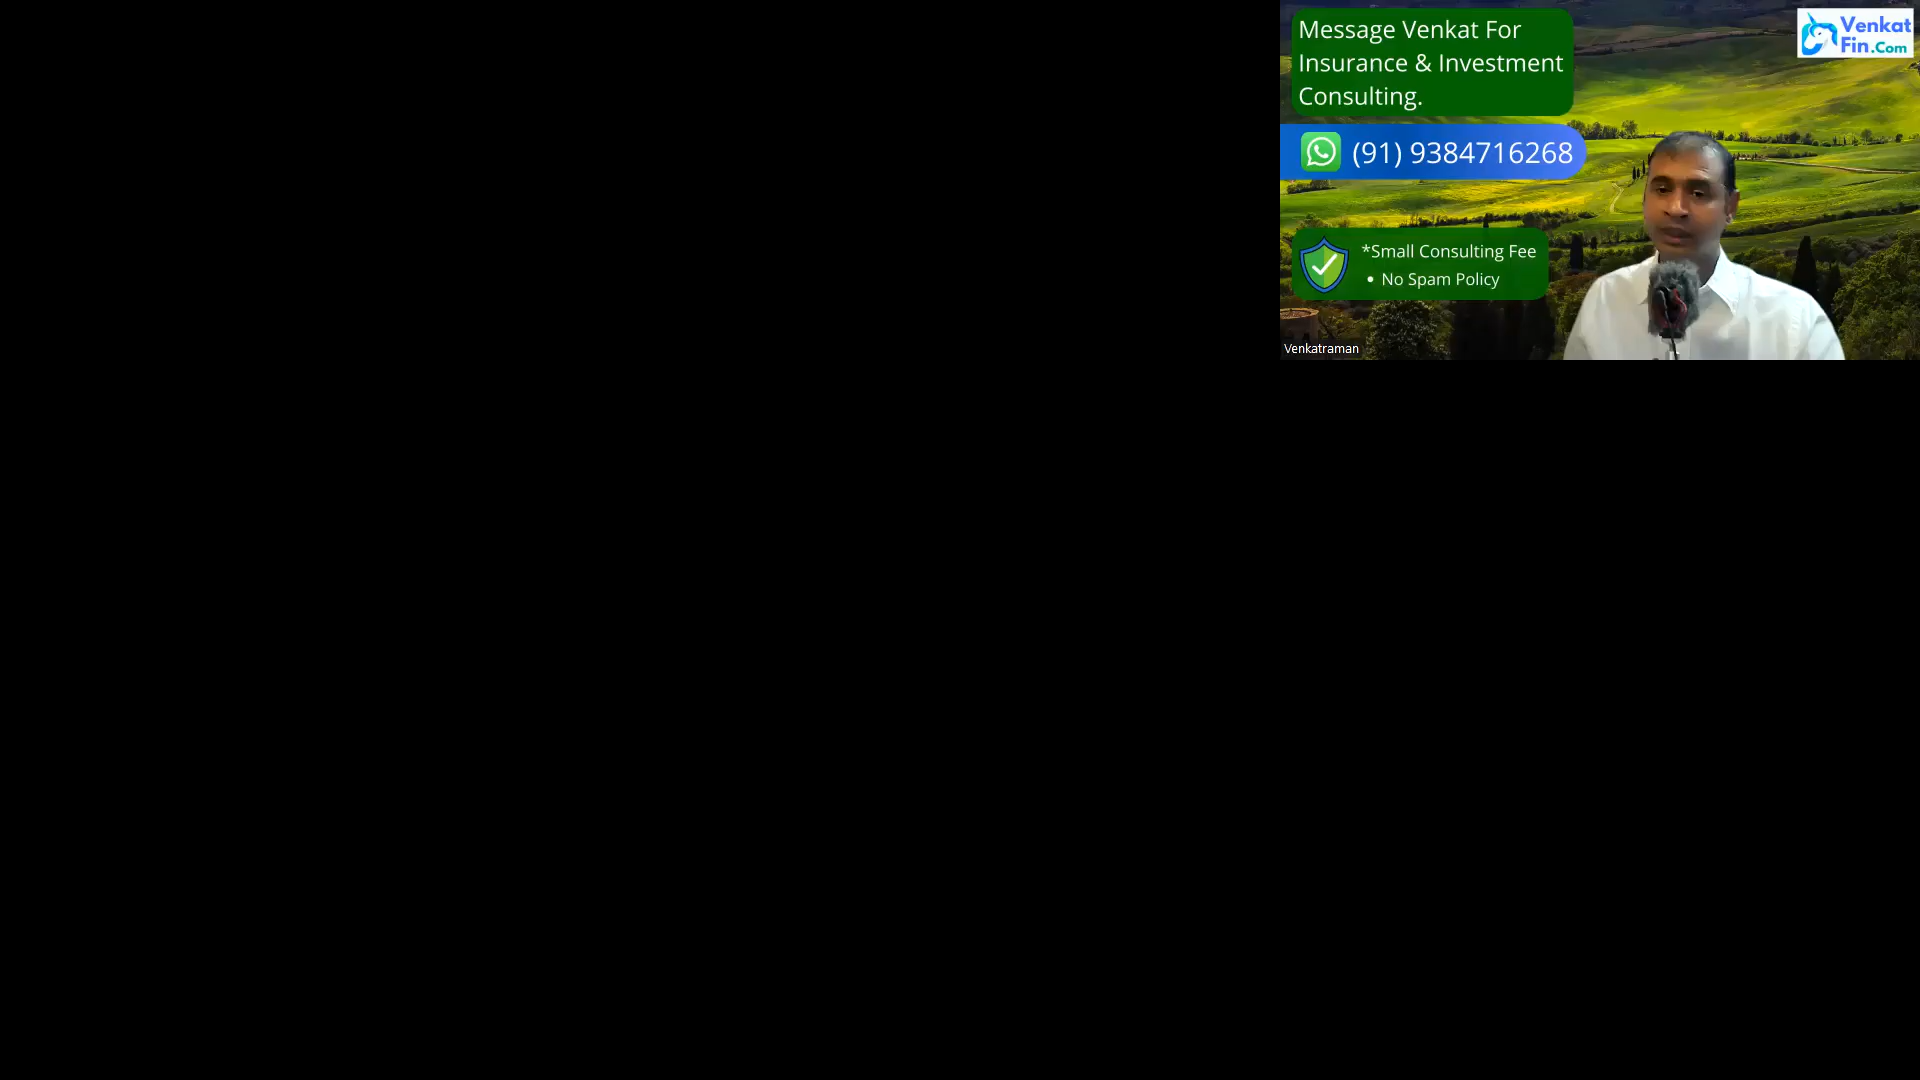 Message Venkat For
Insurance & Investment
Consulting.
Venkat
Fin.Com
(91) 9384716268
*Small Consulting Fee
• No Spam Policy
Venkatraman